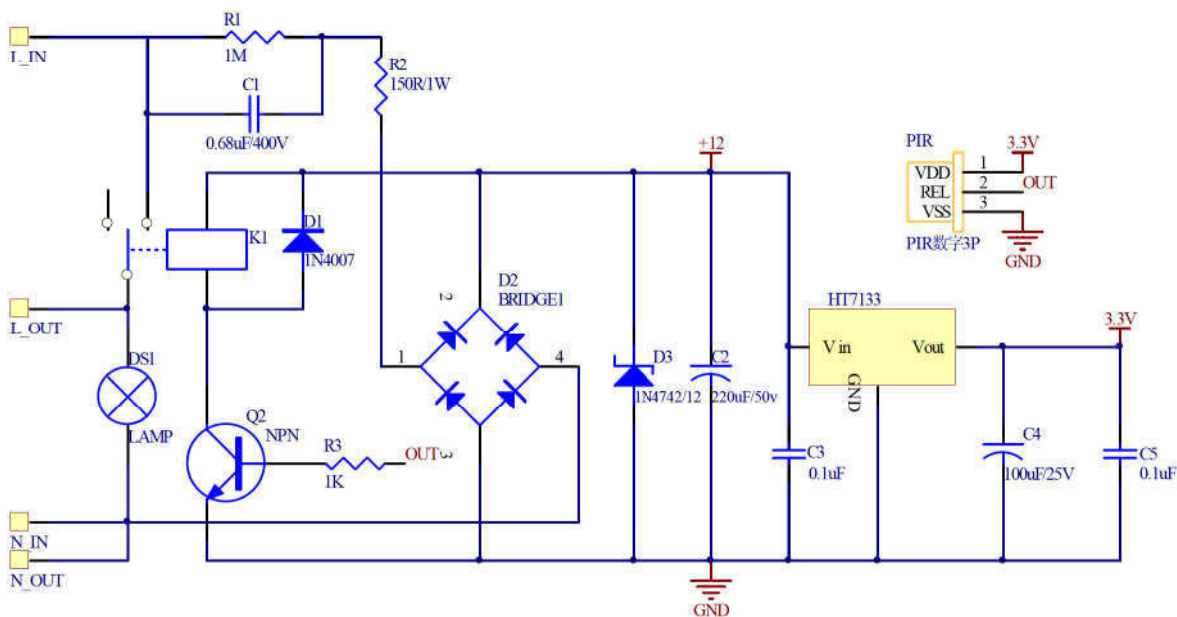 L_IN
R1
1M
C1
0.68uF/400V
R2
150R/1W
K1
D1
1N4007
+12
PIR
VDD 1 3.3V
REL 2 OUT
VSS 3
PIR数字3P
GND
L_OUT
DS1
LAMP
D2
BRIDGE1
2
1
4
3
Q2
NPN
R3
1K
OUT
D3
1N4742/12
C2
220uF/50v
HT7133
Vin
Vout
GND
3.3V
C3
0.1uF
C4
100uF/25V
C5
0.1uF
N_IN
N_OUT
GND